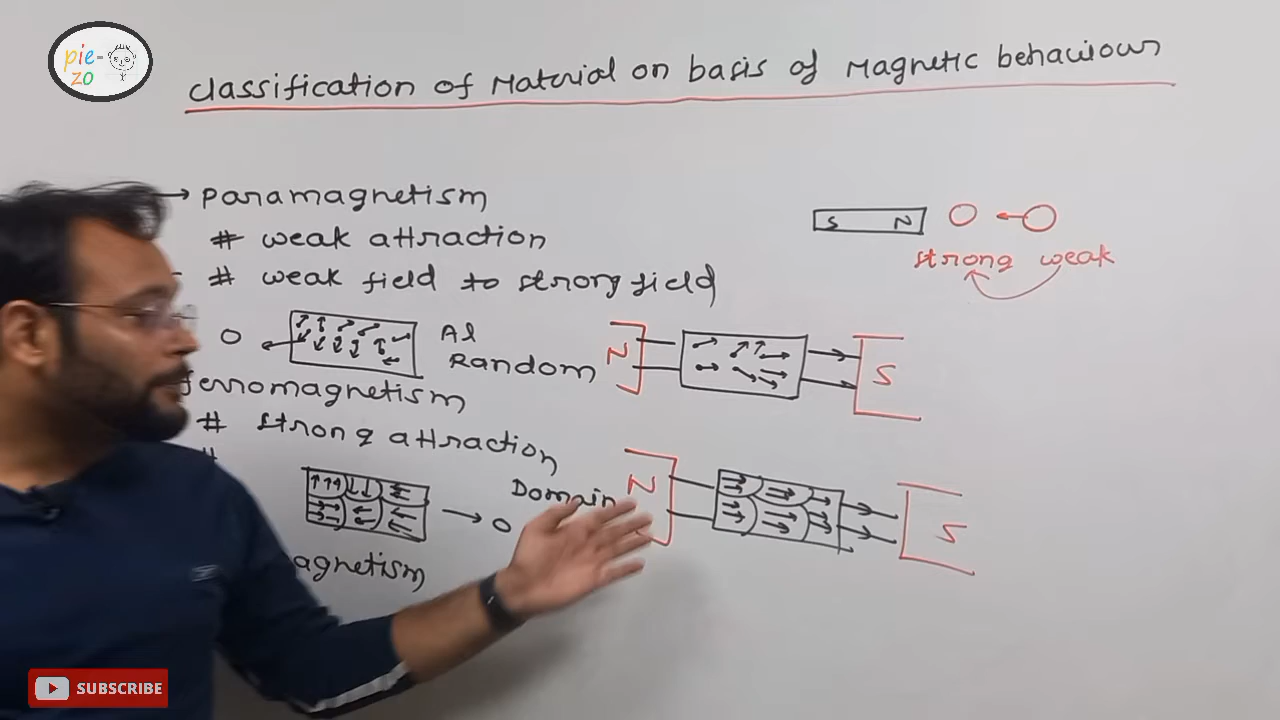 pie-
zo
classification of Material on basis of Magnetic behaviour
→ paramagnetism
# weak attraction
# weak field to strong field
S N
strong weak
O
Al
Random
N
S
ferromagnetism
# strong attraction
#
Domain
N
S
O
agnetism
SUBSCRIBE